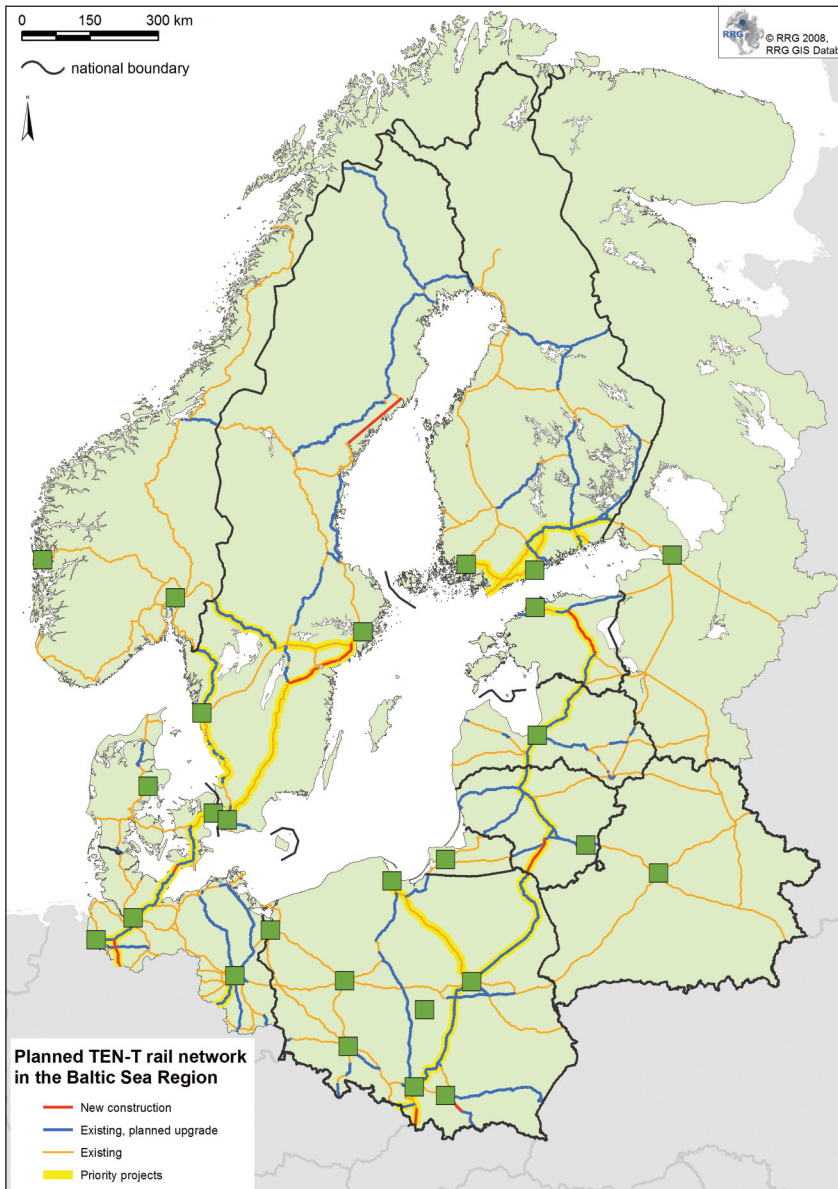 0 150 300 km
national boundary
N
RRG
© RRG 2008,
RRG GIS Datab
Planned TEN-T rail network
in the Baltic Sea Region
New construction
Existing, planned upgrade
Existing
Priority projects